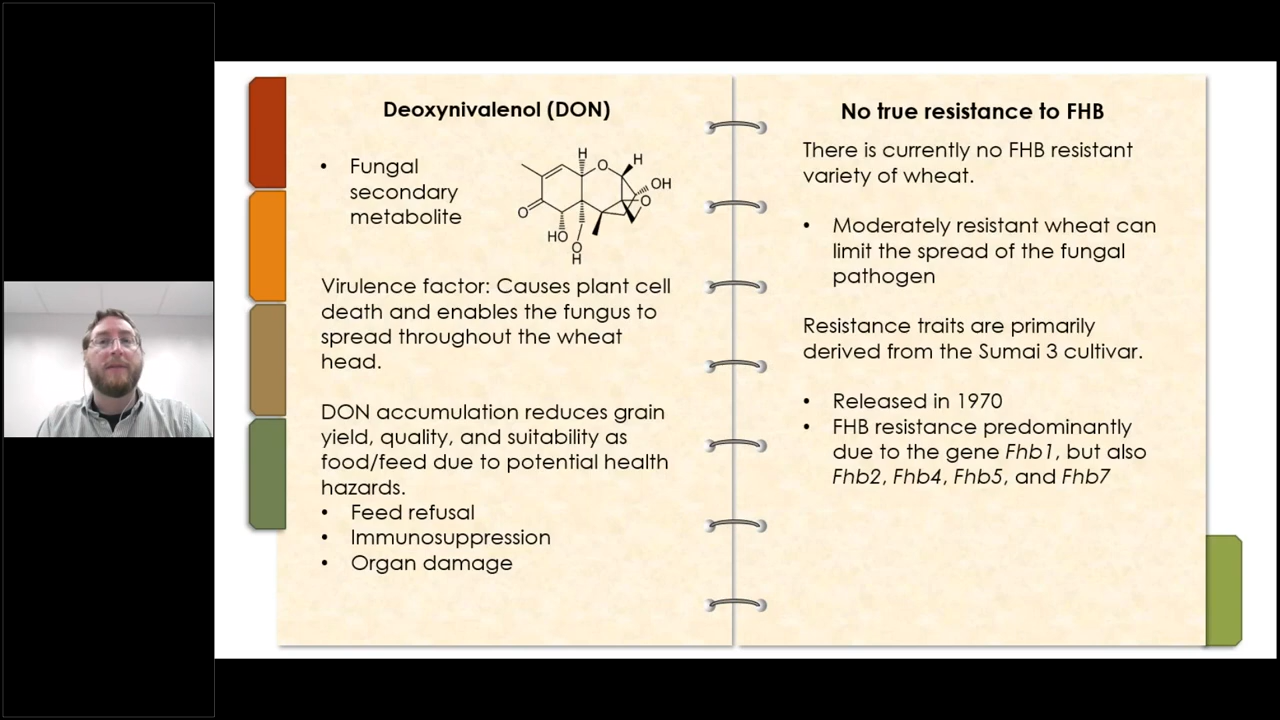 Deoxynivalenol (DON)
• Fungal
secondary
metabolite
H
O
H
OH
O
O
HO
O
H
Virulence factor: Causes plant cell
death and enables the fungus to
spread throughout the wheat
head.
DON accumulation reduces grain
yield, quality, and suitability as
food/feed due to potential health
hazards.
• Feed refusal
• Immunosuppression
• Organ damage
No true resistance to FHB
There is currently no FHB resistant
variety of wheat.
• Moderately resistant wheat can
limit the spread of the fungal
pathogen
Resistance traits are primarily
derived from the Sumai 3 cultivar.
• Released in 1970
• FHB resistance predominantly
due to the gene Fhb1, but also
Fhb2, Fhb4, Fhb5, and Fhb7